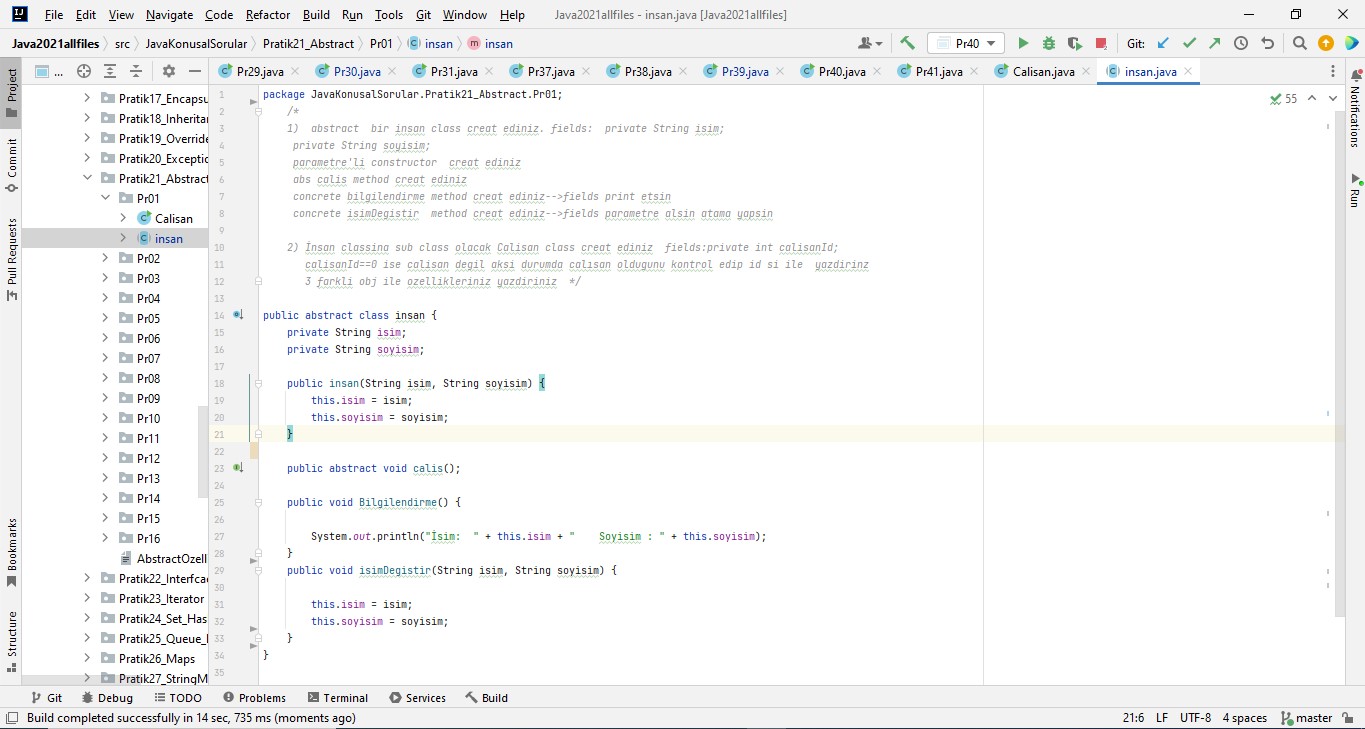 File Edit View Navigate Code Refactor Build Run Tools Git Window Help Java2021allfiles - insan.java [Java2021allfiles]
Java2021allfiles src JavaKonusalSorular Pratik21_Abstract Pr01 insan insan Pr40 Git:
Project
Commit
Pull Requests
Bookmarks
Structure
... Pr29.java Pr30.java Pr31.java Pr37.java Pr38.java Pr39.java Pr40.java Pr41.java Calisan.java insan.java
Pratik17_Encapsu
Pratik18_Inheritar
Pratik19_Override
Pratik20_Exceptic
Pratik21_Abstract
Pr01
Calisan
insan
Pr02
Pr03
Pr04
Pr05
Pr06
Pr07
Pr08
Pr09
Pr10
Pr11
Pr12
Pr13
Pr14
Pr15
Pr16
AbstractOzell
Pratik22_Interfcac
Pratik23_Iterator
Pratik24_Set_Has
Pratik25_Queue_
Pratik26_Maps
Pratik27_StringM
55
1 package JavaKonusalSorular.Pratik21_Abstract.Pr01;
2 /*
3 1) abstract bir insan class creat ediniz. fields: private String isim;
4 private String soyisim;
5 parametre'li constructor creat ediniz
6 abs calis method creat ediniz
7 concrete bilgilendirme method creat ediniz-->fields print etsin
8 concrete isimDegistir method creat ediniz-->fields parametre alsin atama yapsin
9
10 2) İnsan classina sub class olacak Calisan class creat ediniz fields:private int calisanId;
11 calisanId==0 ise calisan degil aksi durumda calisan oldugunu kontrol edip id si ile yazdirinz
12 3 farkli obj ile ozellikleriniz yazdiriniz */
13
14 public abstract class insan {
15 private String isim;
16 private String soyisim;
17
18 public insan(String isim, String soyisim) {
19 this.isim = isim;
20 this.soyisim = soyisim;
21 }
22
23 public abstract void calis();
24
25 public void Bilgilendirme() {
26
27 System.out.println("İsim:  " + this.isim + "    Soyisim : " + this.soyisim);
28 }
29 public void isimDegistir(String isim, String soyisim) {
30
31 this.isim = isim;
32 this.soyisim = soyisim;
33 }
34 }
35
Notifications
Run
Git Debug TODO Problems Terminal Services Build
Build completed successfully in 14 sec, 735 ms (moments ago) 21:6 LF UTF-8 4 spaces master